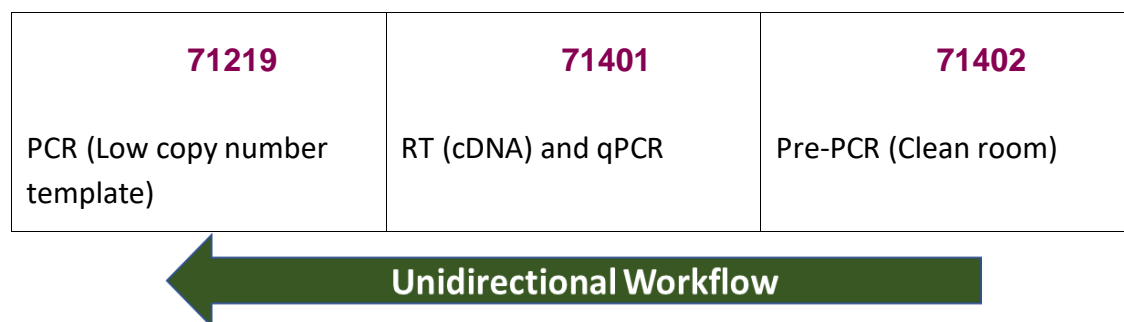 71219
71401
71402
PCR (Low copy number
template)
RT (cDNA) and qPCR
Pre-PCR (Clean room)
Unidirectional Workflow